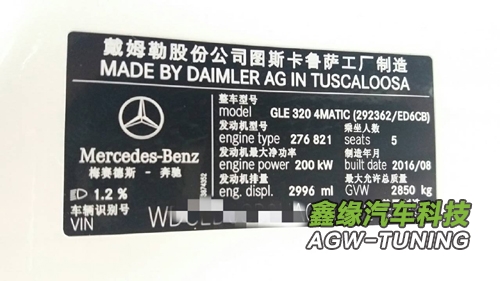 戴姆勒股份公司图斯卡鲁萨工厂制造
MADE BY DAIMLER AG IN TUSCALOOSA
整车型号
model GLE 320 4MATIC (292362/ED6CB)
发动机型号 乘坐人数
engine type 276 821 seats 5
发动机最大净功率 制造年月
engine power 200 kW built date 2016/08
发动机排量 最大允许总质量
eng. displ. 2996 ml GVW 2850 kg
Mercedes-Benz
梅赛德斯 - 奔驰
1.2 %
车辆识别号
VIN
鑫缘汽车科技
AGW-TUNING